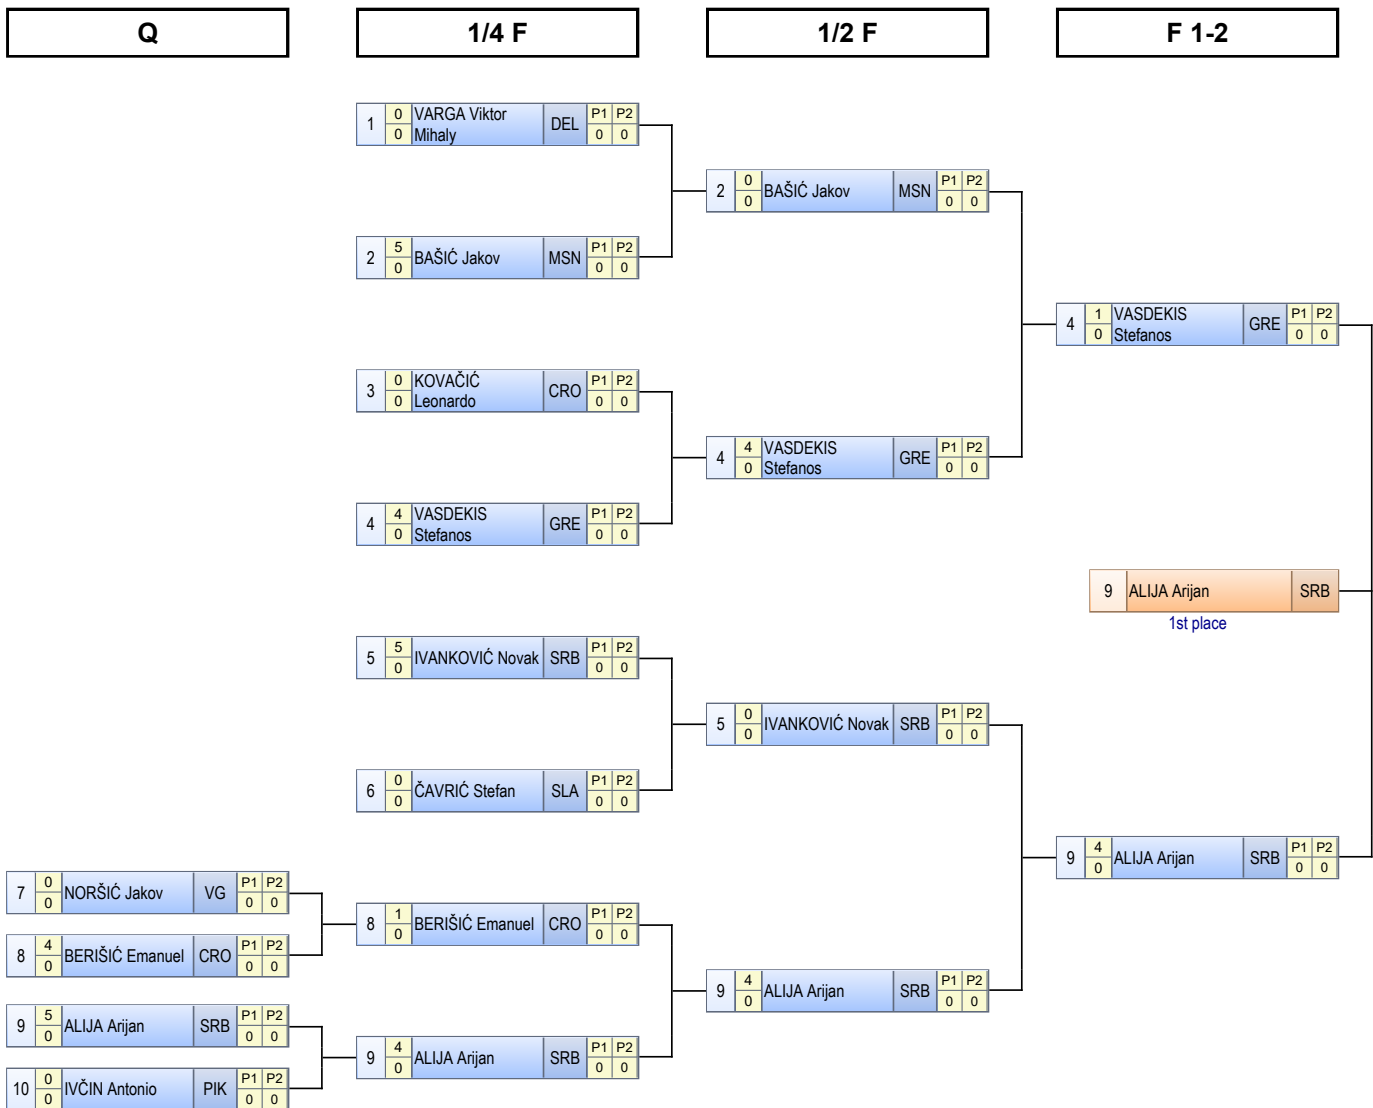 Q 1/4 F 1/2 F F 1-2
1 0 VARGA Viktor DEL P1 P2
0 Mihaly 0 0
2 0 BAŠIĆ Jakov MSN P1 P2
0 0 0
2 5 BAŠIĆ Jakov MSN P1 P2
0 0 0
4 1 VASDEKIS GRE P1 P2
0 Stefanos 0 0
3 0 KOVAČIĆ CRO P1 P2
0 Leonardo 0 0
4 4 VASDEKIS GRE P1 P2
0 Stefanos 0 0
4 4 VASDEKIS GRE P1 P2
0 Stefanos 0 0
9 ALIJA Arijan SRB
1st place
5 5 IVANKOVIĆ Novak SRB P1 P2
0 0 0
5 0 IVANKOVIĆ Novak SRB P1 P2
0 0 0
6 0 ČAVRIĆ Stefan SLA P1 P2
0 0 0
9 4 ALIJA Arijan SRB P1 P2
0 0 0
7 0 NORŠIĆ Jakov VG P1 P2
0 0 0
8 1 BERIŠIĆ Emanuel CRO P1 P2
0 0 0
8 4 BERIŠIĆ Emanuel CRO P1 P2
0 0 0
9 4 ALIJA Arijan SRB P1 P2
0 0 0
9 5 ALIJA Arijan SRB P1 P2
0 0 0
9 4 ALIJA Arijan SRB P1 P2
0 0 0
10 0 IVČIN Antonio PIK P1 P2
0 0 0